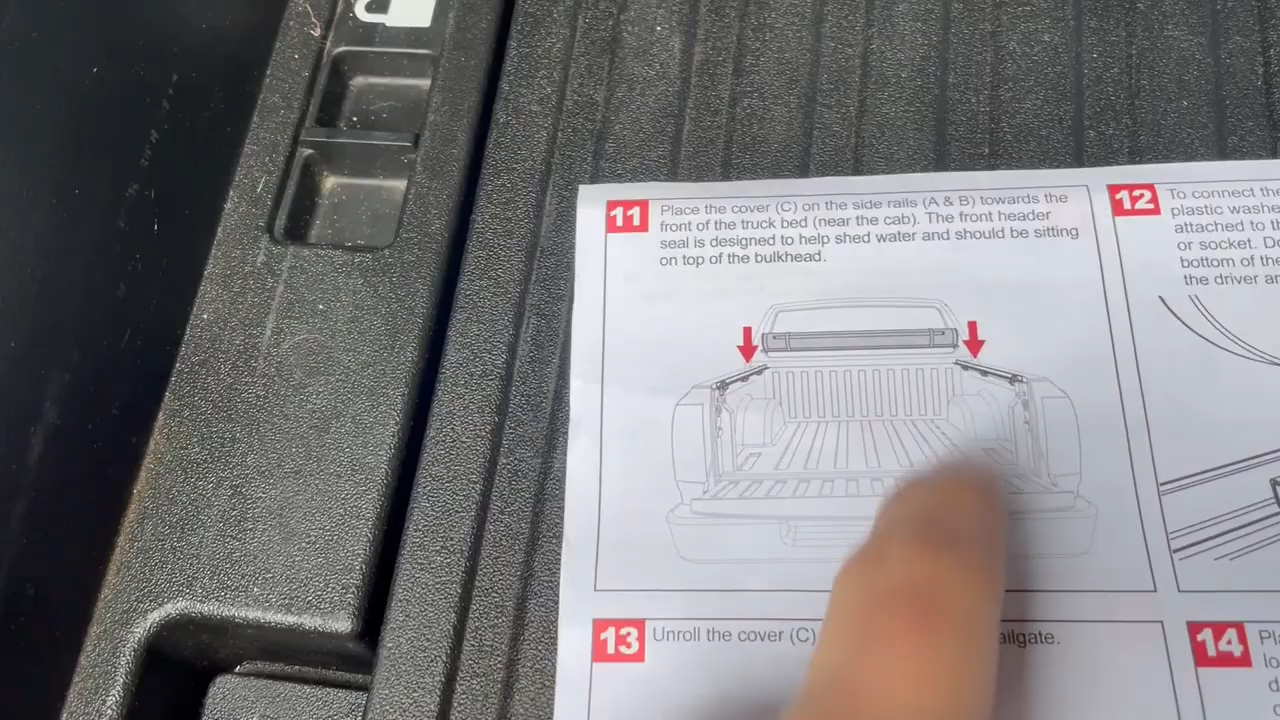 11
Place the cover (C) on the side rails (A & B) towards the
front of the truck bed (near the cab). The front header
seal is designed to help shed water and should be sitting
on top of the bulkhead.
12
To connect the
plastic washe
attached to th
or socket. Do
bottom of the
the driver an
13
Unroll the cover (C) ailgate.
14